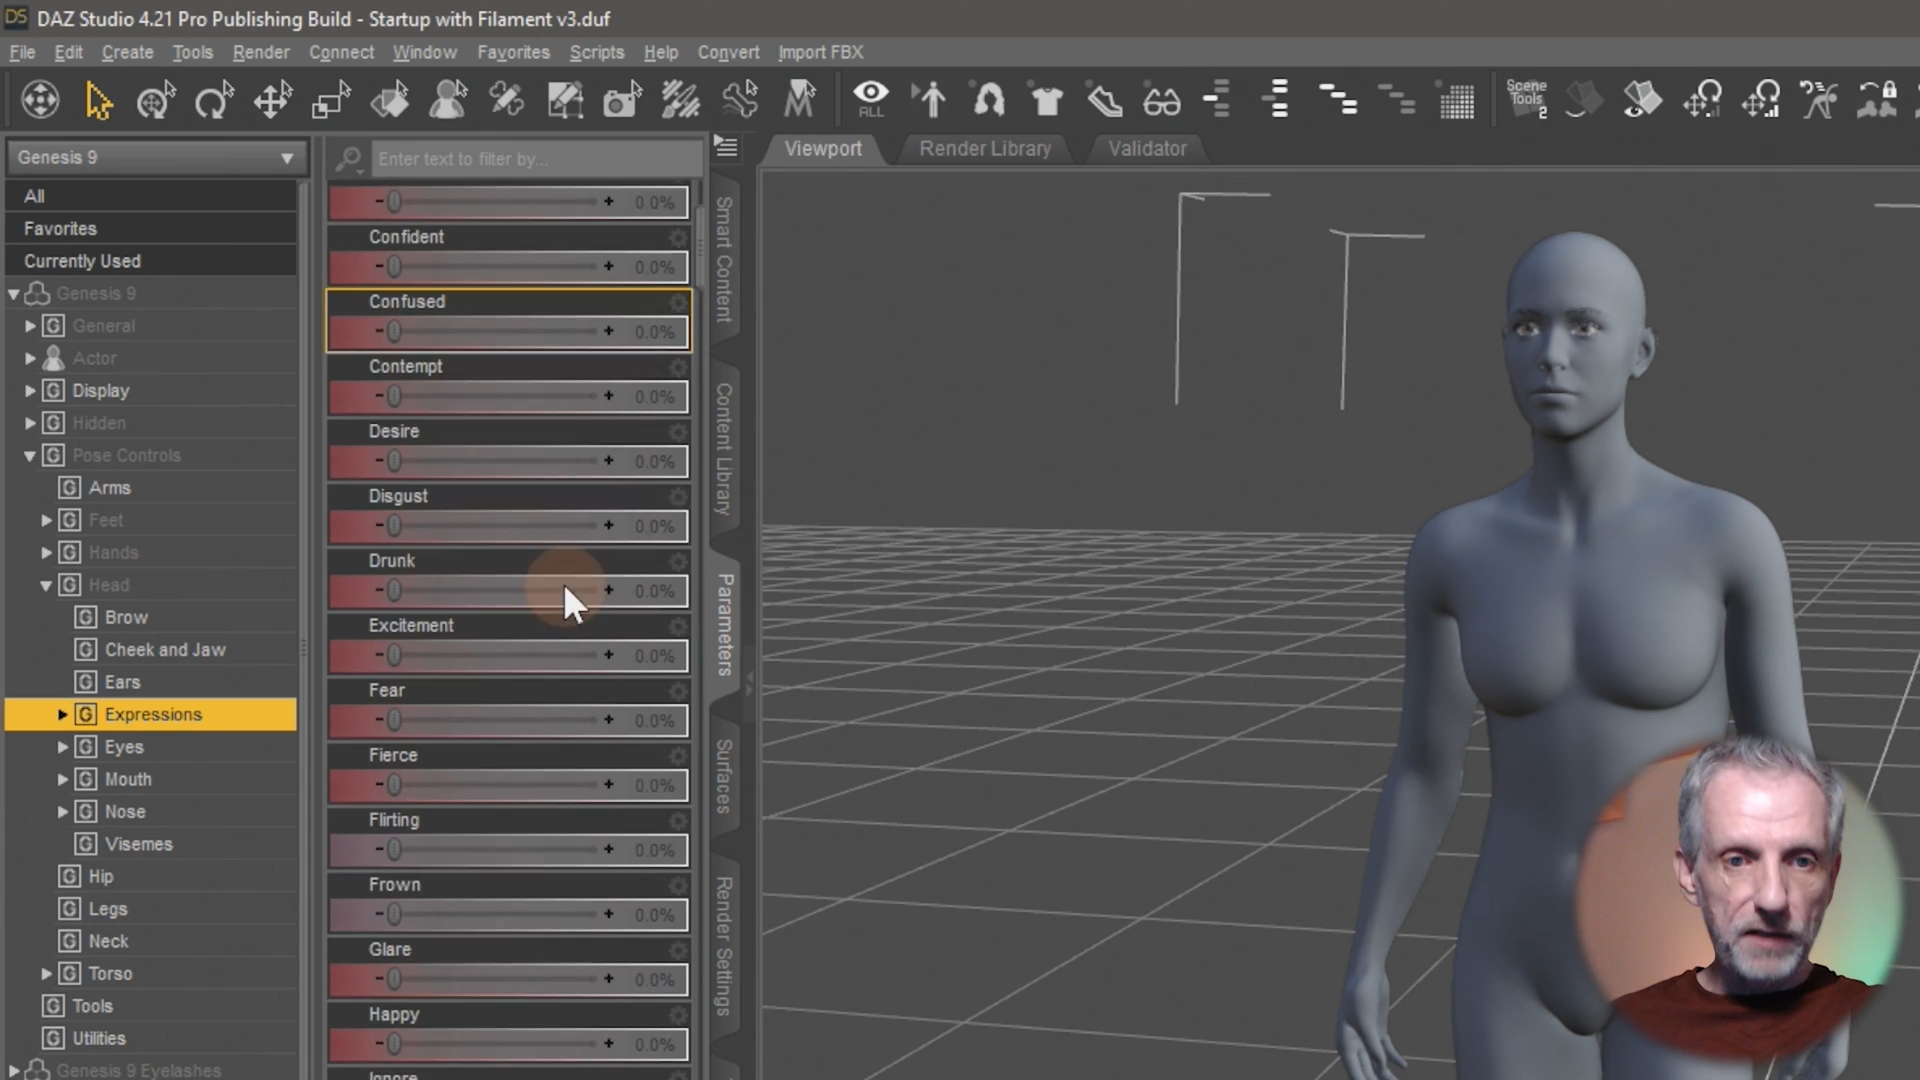 DS DAZ Studio 4.21 Pro Publishing Build - Startup with Filament v3.duf
File Edit Create Tools Render Connect Window Favorites Scripts Help Convert Import FBX
ALL
Scene
Tools
2
Genesis 9
All
Favorites
Currently Used
Genesis 9
G General
Actor
G Display
G Hidden
G Pose Controls
G Arms
G Feet
G Hands
G Head
G Brow
G Cheek and Jaw
G Ears
G Expressions
G Eyes
G Mouth
G Nose
G Visemes
G Hip
G Legs
G Neck
G Torso
G Tools
G Utilities
Genesis 9 Eyelashes
Enter text to filter by...
- + 0.0%
Confident
- + 0.0%
Confused
- + 0.0%
Contempt
- + 0.0%
Desire
- + 0.0%
Disgust
- + 0.0%
Drunk
- + 0.0%
Excitement
- + 0.0%
Fear
- + 0.0%
Fierce
- + 0.0%
Flirting
- + 0.0%
Frown
- + 0.0%
Glare
- + 0.0%
Happy
- + 0.0%
Ignore
Smart Content
Content Library
Parameters
Surfaces
Render Settings
Viewport Render Library Validator